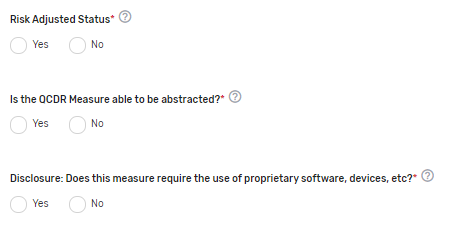 Risk Adjusted Status* ?
Yes No
Is the QCDR Measure able to be abstracted?* ?
Yes No
Disclosure: Does this measure require the use of proprietary software, devices, etc?* ?
Yes No